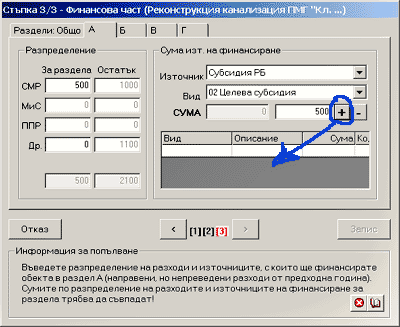 Стъпка 3/3 - Финансова част (Реконструкция канализация ПМГ "Кл. ...)
Раздели: Общо А Б В Г
Разпределение
За раздела Остатък
СМР 500 1000
МиС 0 0
ППР 0 0
Др. 0 1100
500 2100
Сума изт. на финансиране
Източник Субсидия РБ
Вид 02 Целева субсидия
СУМА 0 500 + -
Вид Описание Сума Ко.
Отказ < [1][2][3] > Запис
Информация за попълване
Въведете разпределение на разходи и източниците, с които ще финансирате
обекта в раздел А (направени, но непреведени разходи от предходна година).
Сумите по разпределение на разходите и източниците на финансиране за
раздела трябва да съвпадат!